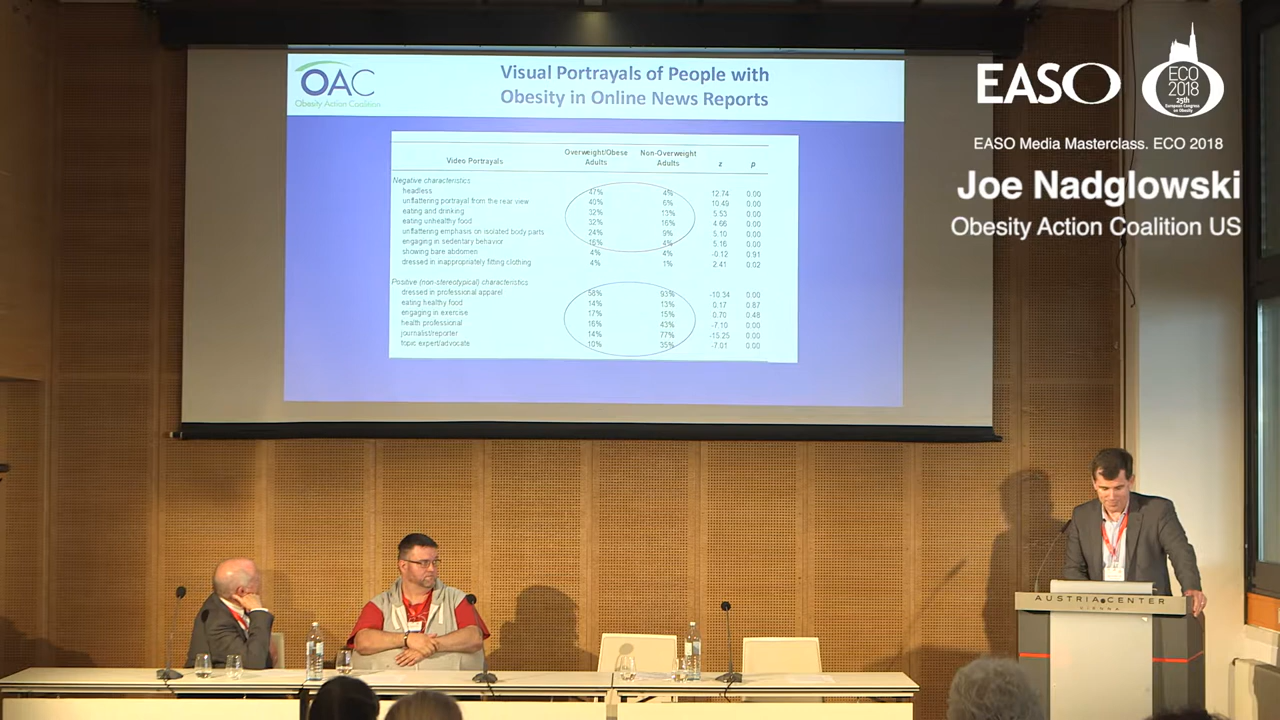 OAC
Obesity Action Coalition
Visual Portrayals of People with
Obesity in Online News Reports
Video Portrayals Overweight/Obese Adults Non-Overweight Adults z p
Negative characteristics
headless 47% 4% 12.74 0.00
unflattering portrayal from the rear view 40% 6% 10.49 0.00
eating and drinking 32% 13% 5.53 0.00
eating unhealthy food 32% 16% 4.66 0.00
unflattering emphasis on isolated body parts 24% 9% 5.10 0.00
engaging in sedentary behavior 16% 4% 5.16 0.00
showing bare abdomen 4% 4% -0.12 0.91
dressed in inappropriately fitting clothing 4% 1% 2.41 0.02
Positive (non-stereotypical) characteristics
dressed in professional apparel 58% 93% -10.34 0.00
eating healthy food 14% 13% 0.17 0.87
engaging in exercise 17% 15% 0.70 0.48
health professional 16% 43% -7.10 0.00
journalist/reporter 14% 77% -15.25 0.00
topic expert/advocate 10% 35% -7.01 0.00
EASO
ECO
2018
25th
European Congress
on Obesity
EASO Media Masterclass. ECO 2018
Joe Nadglowski
Obesity Action Coalition US
AUSTRIA CENTER
VIENNA